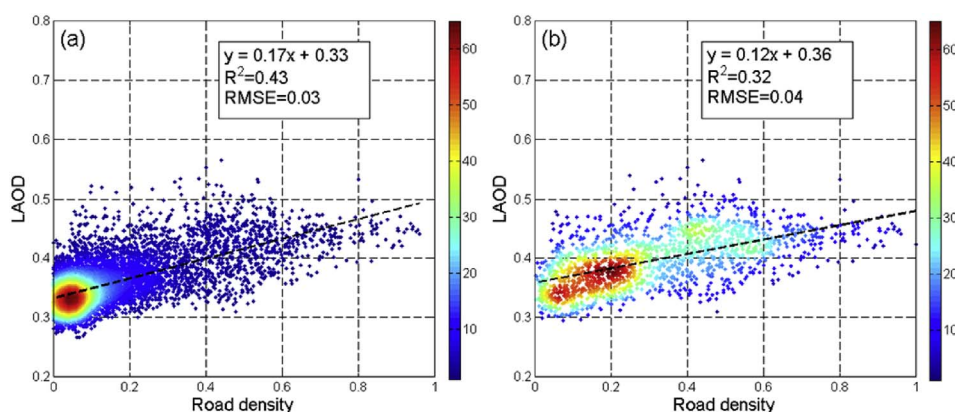 (a)
y = 0.17x + 0.33
R²=0.43
RMSE=0.03
LAOD
0.8
0.7
0.6
0.5
0.4
0.3
0.2
0 0.2 0.4 0.6 0.8 1
Road density
60
50
40
30
20
10
(b)
y = 0.12x + 0.36
R²=0.32
RMSE=0.04
LAOD
0.8
0.7
0.6
0.5
0.4
0.3
0.2
0 0.2 0.4 0.6 0.8 1
Road density
60
50
40
30
20
10